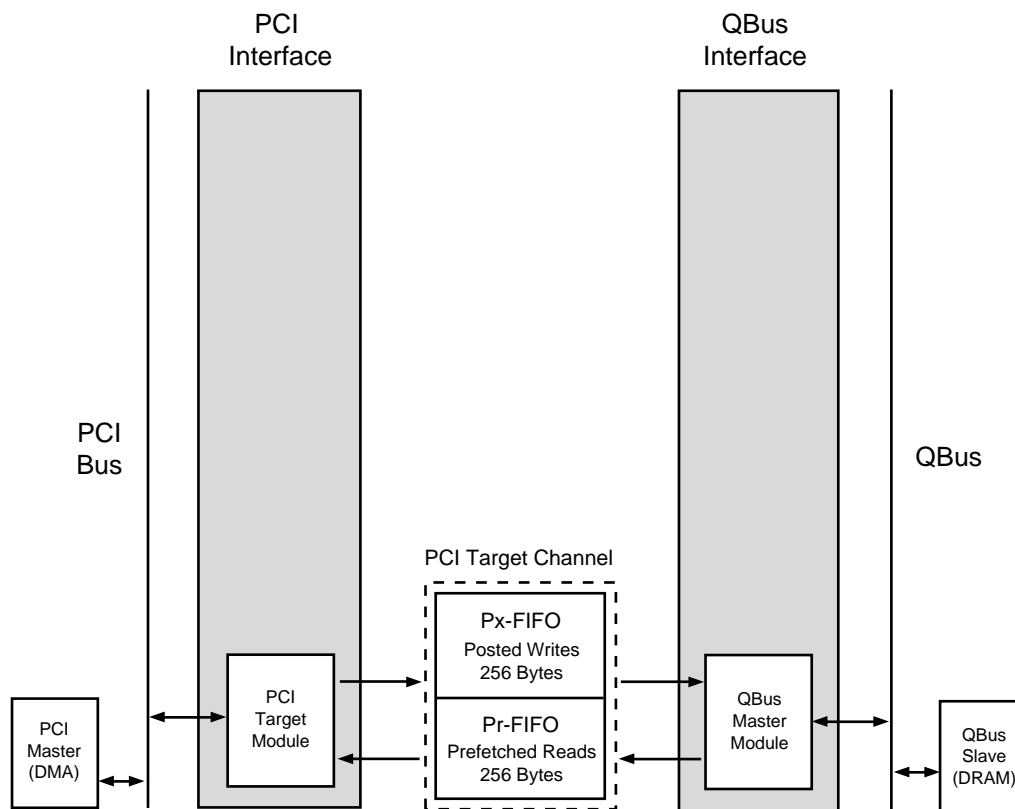 PCI
Interface
QBus
Interface
PCI
Bus
QBus
PCI Target Channel
Px-FIFO
Posted Writes
256 Bytes
Pr-FIFO
Prefetched Reads
256 Bytes
PCI
Target
Module
QBus
Master
Module
PCI
Master
(DMA)
QBus
Slave
(DRAM)